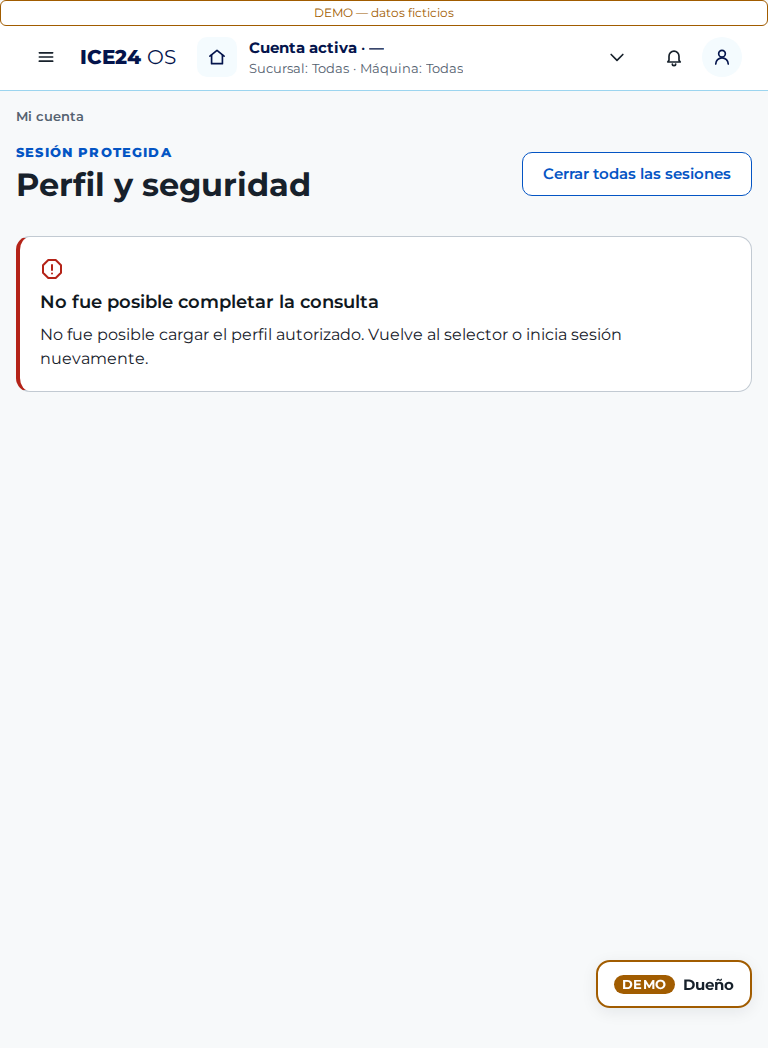 DEMO — datos ficticios
ICE24 OS
Cuenta activa · —
Sucursal: Todas · Máquina: Todas
Mi cuenta
SESIÓN PROTEGIDA
Perfil y seguridad
Cerrar todas las sesiones
No fue posible completar la consulta
No fue posible cargar el perfil autorizado. Vuelve al selector o inicia sesión
nuevamente.
DEMO Dueño